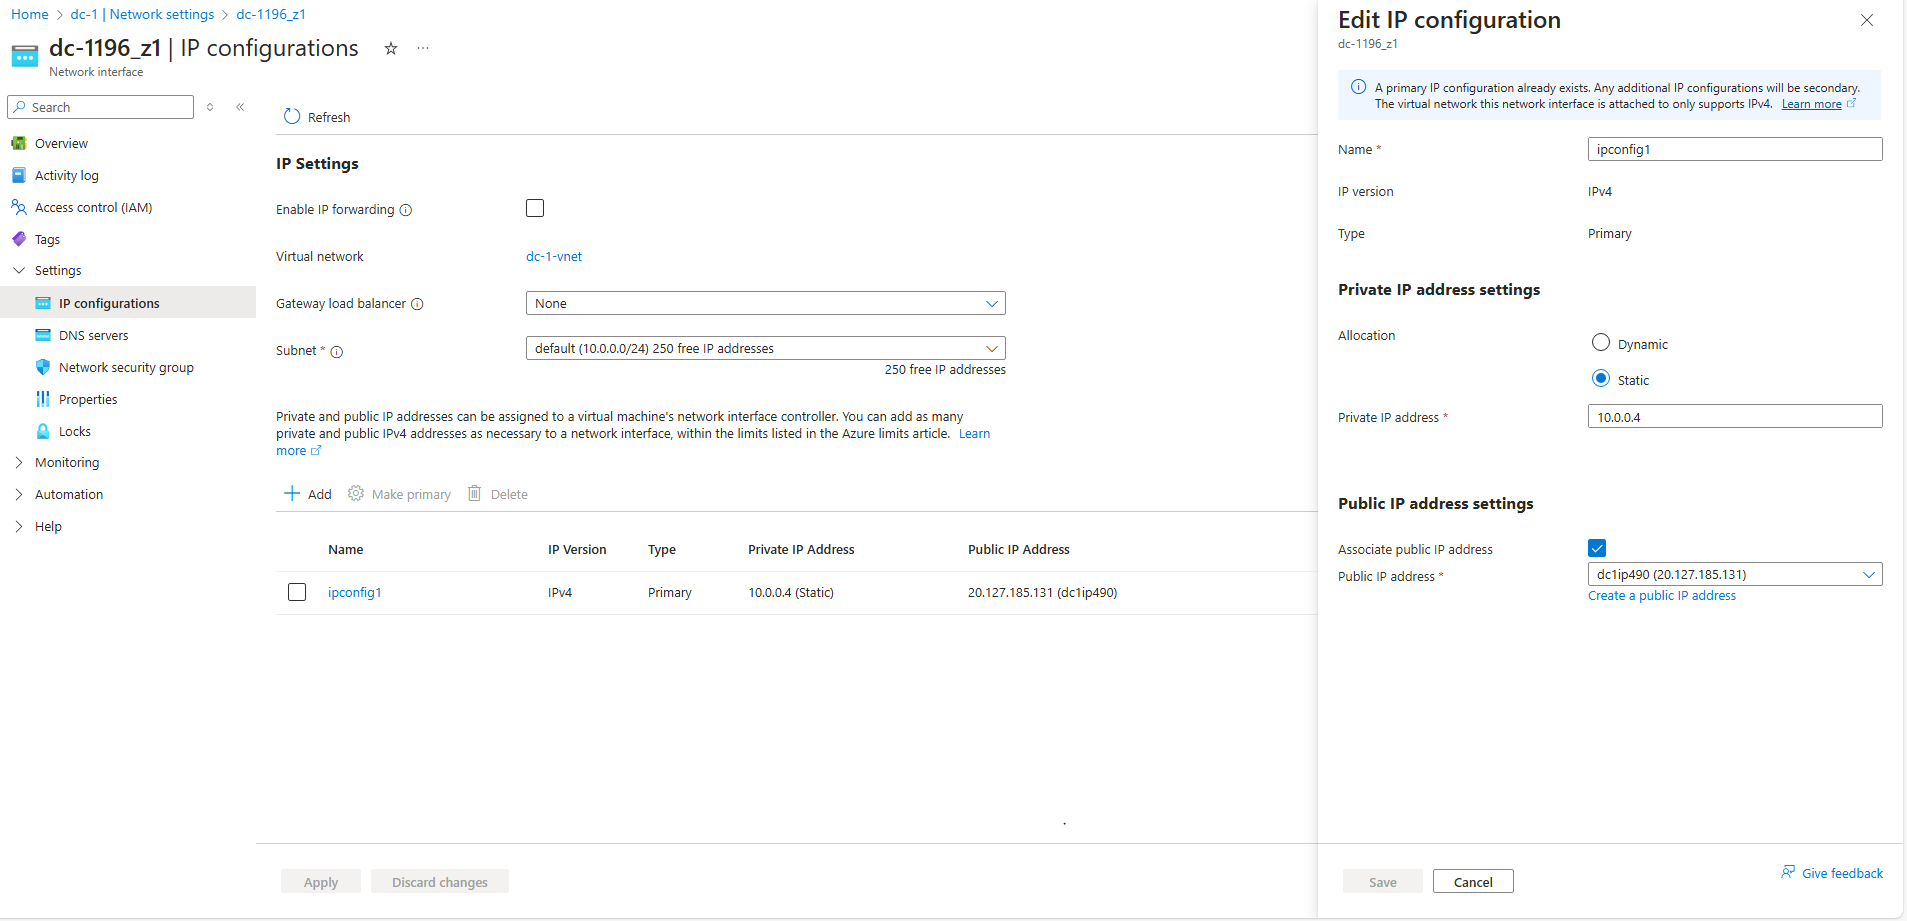 Home > dc-1 | Network settings > dc-1196_z1
dc-1196_z1 | IP configurations
Network interface
Search
Overview
Activity log
Access control (IAM)
Tags
Settings
IP configurations
DNS servers
Network security group
Properties
Locks
Monitoring
Automation
Help
Refresh
IP Settings
Enable IP forwarding
Virtual network
dc-1-vnet
Gateway load balancer
None
Subnet *
default (10.0.0.0/24) 250 free IP addresses
250 free IP addresses
Private and public IP addresses can be assigned to a virtual machine's network interface controller. You can add as many
private and public IPv4 addresses as necessary to a network interface, within the limits listed in the Azure limits article. Learn
more
Add Make primary Delete
Name IP Version Type Private IP Address Public IP Address
ipconfig1 IPv4 Primary 10.0.0.4 (Static) 20.127.185.131 (dc1ip490)
Apply Discard changes
Edit IP configuration
dc-1196_z1
A primary IP configuration already exists. Any additional IP configurations will be secondary.
The virtual network this network interface is attached to only supports IPv4. Learn more
Name *
ipconfig1
IP version
IPv4
Type
Primary
Private IP address settings
Allocation
Dynamic
Static
Private IP address *
10.0.0.4
Public IP address settings
Associate public IP address
Public IP address *
dc1ip490 (20.127.185.131)
Create a public IP address
Save Cancel
Give feedback